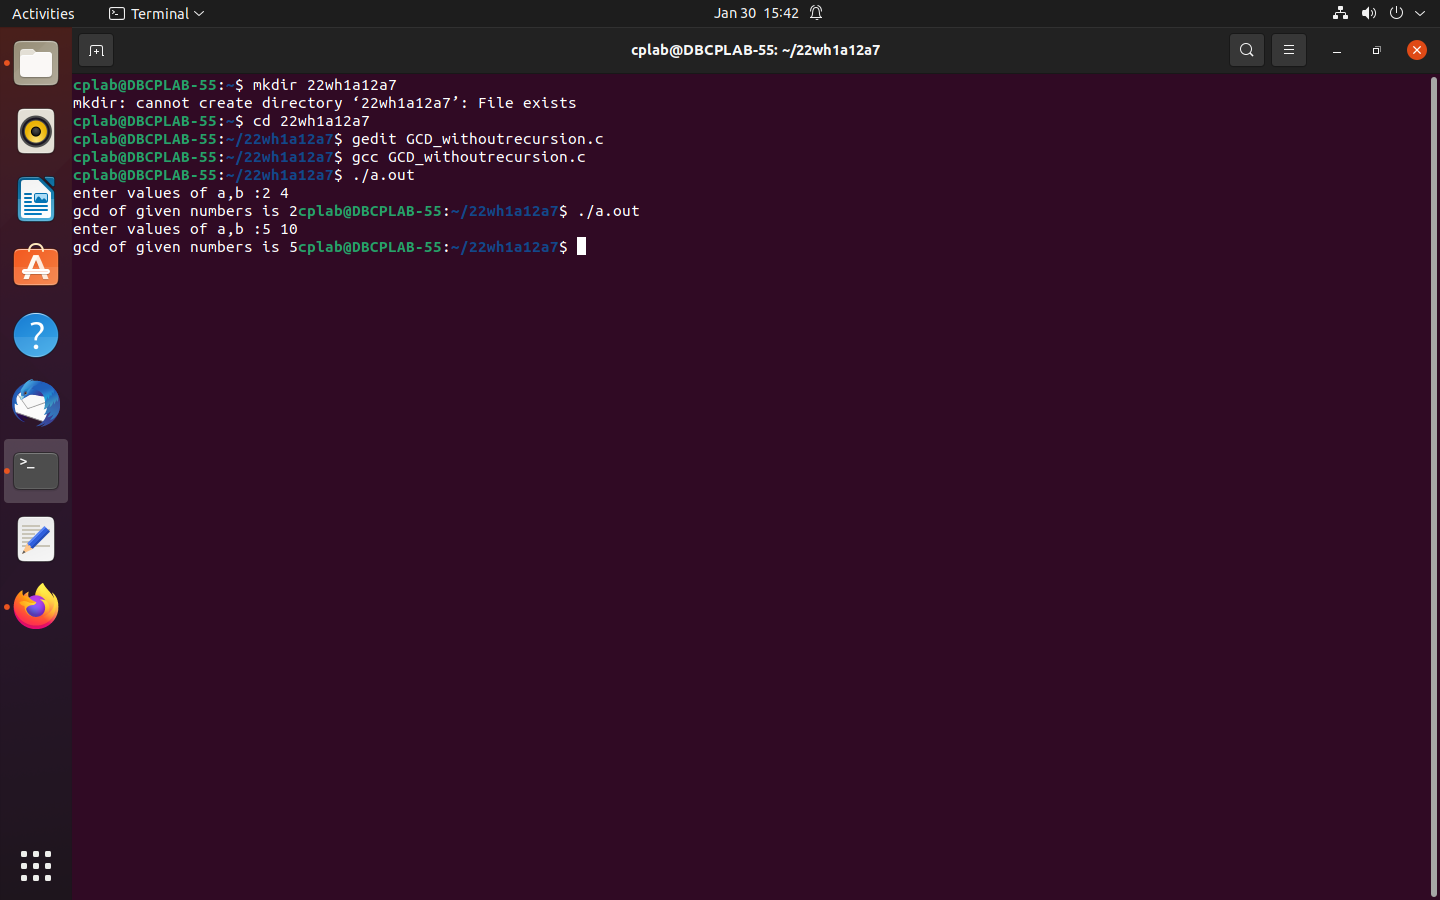 Activities
Terminal
Jan 30 15:42
cplab@DBCPLAB-55: ~/22wh1a12a7
cplab@DBCPLAB-55:~$ mkdir 22wh1a12a7
mkdir: cannot create directory ‘22wh1a12a7’: File exists
cplab@DBCPLAB-55:~$ cd 22wh1a12a7
cplab@DBCPLAB-55:~/22wh1a12a7$ gedit GCD_withoutrecursion.c
cplab@DBCPLAB-55:~/22wh1a12a7$ gcc GCD_withoutrecursion.c
cplab@DBCPLAB-55:~/22wh1a12a7$ ./a.out
enter values of a,b :2 4
gcd of given numbers is 2cplab@DBCPLAB-55:~/22wh1a12a7$ ./a.out
enter values of a,b :5 10
gcd of given numbers is 5cplab@DBCPLAB-55:~/22wh1a12a7$